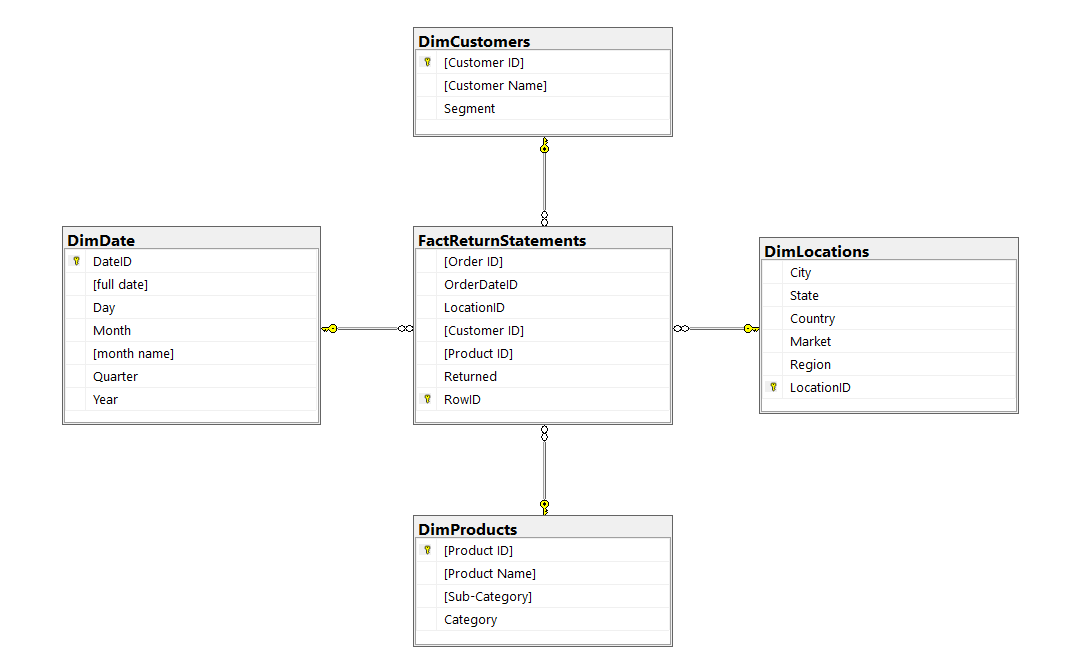 DimCustomers
[Customer ID]
[Customer Name]
Segment
DimDate
DateID
[full date]
Day
Month
[month name]
Quarter
Year
FactReturnStatements
[Order ID]
OrderDateID
LocationID
[Customer ID]
[Product ID]
Returned
RowID
DimLocations
City
State
Country
Market
Region
LocationID
DimProducts
[Product ID]
[Product Name]
[Sub-Category]
Category